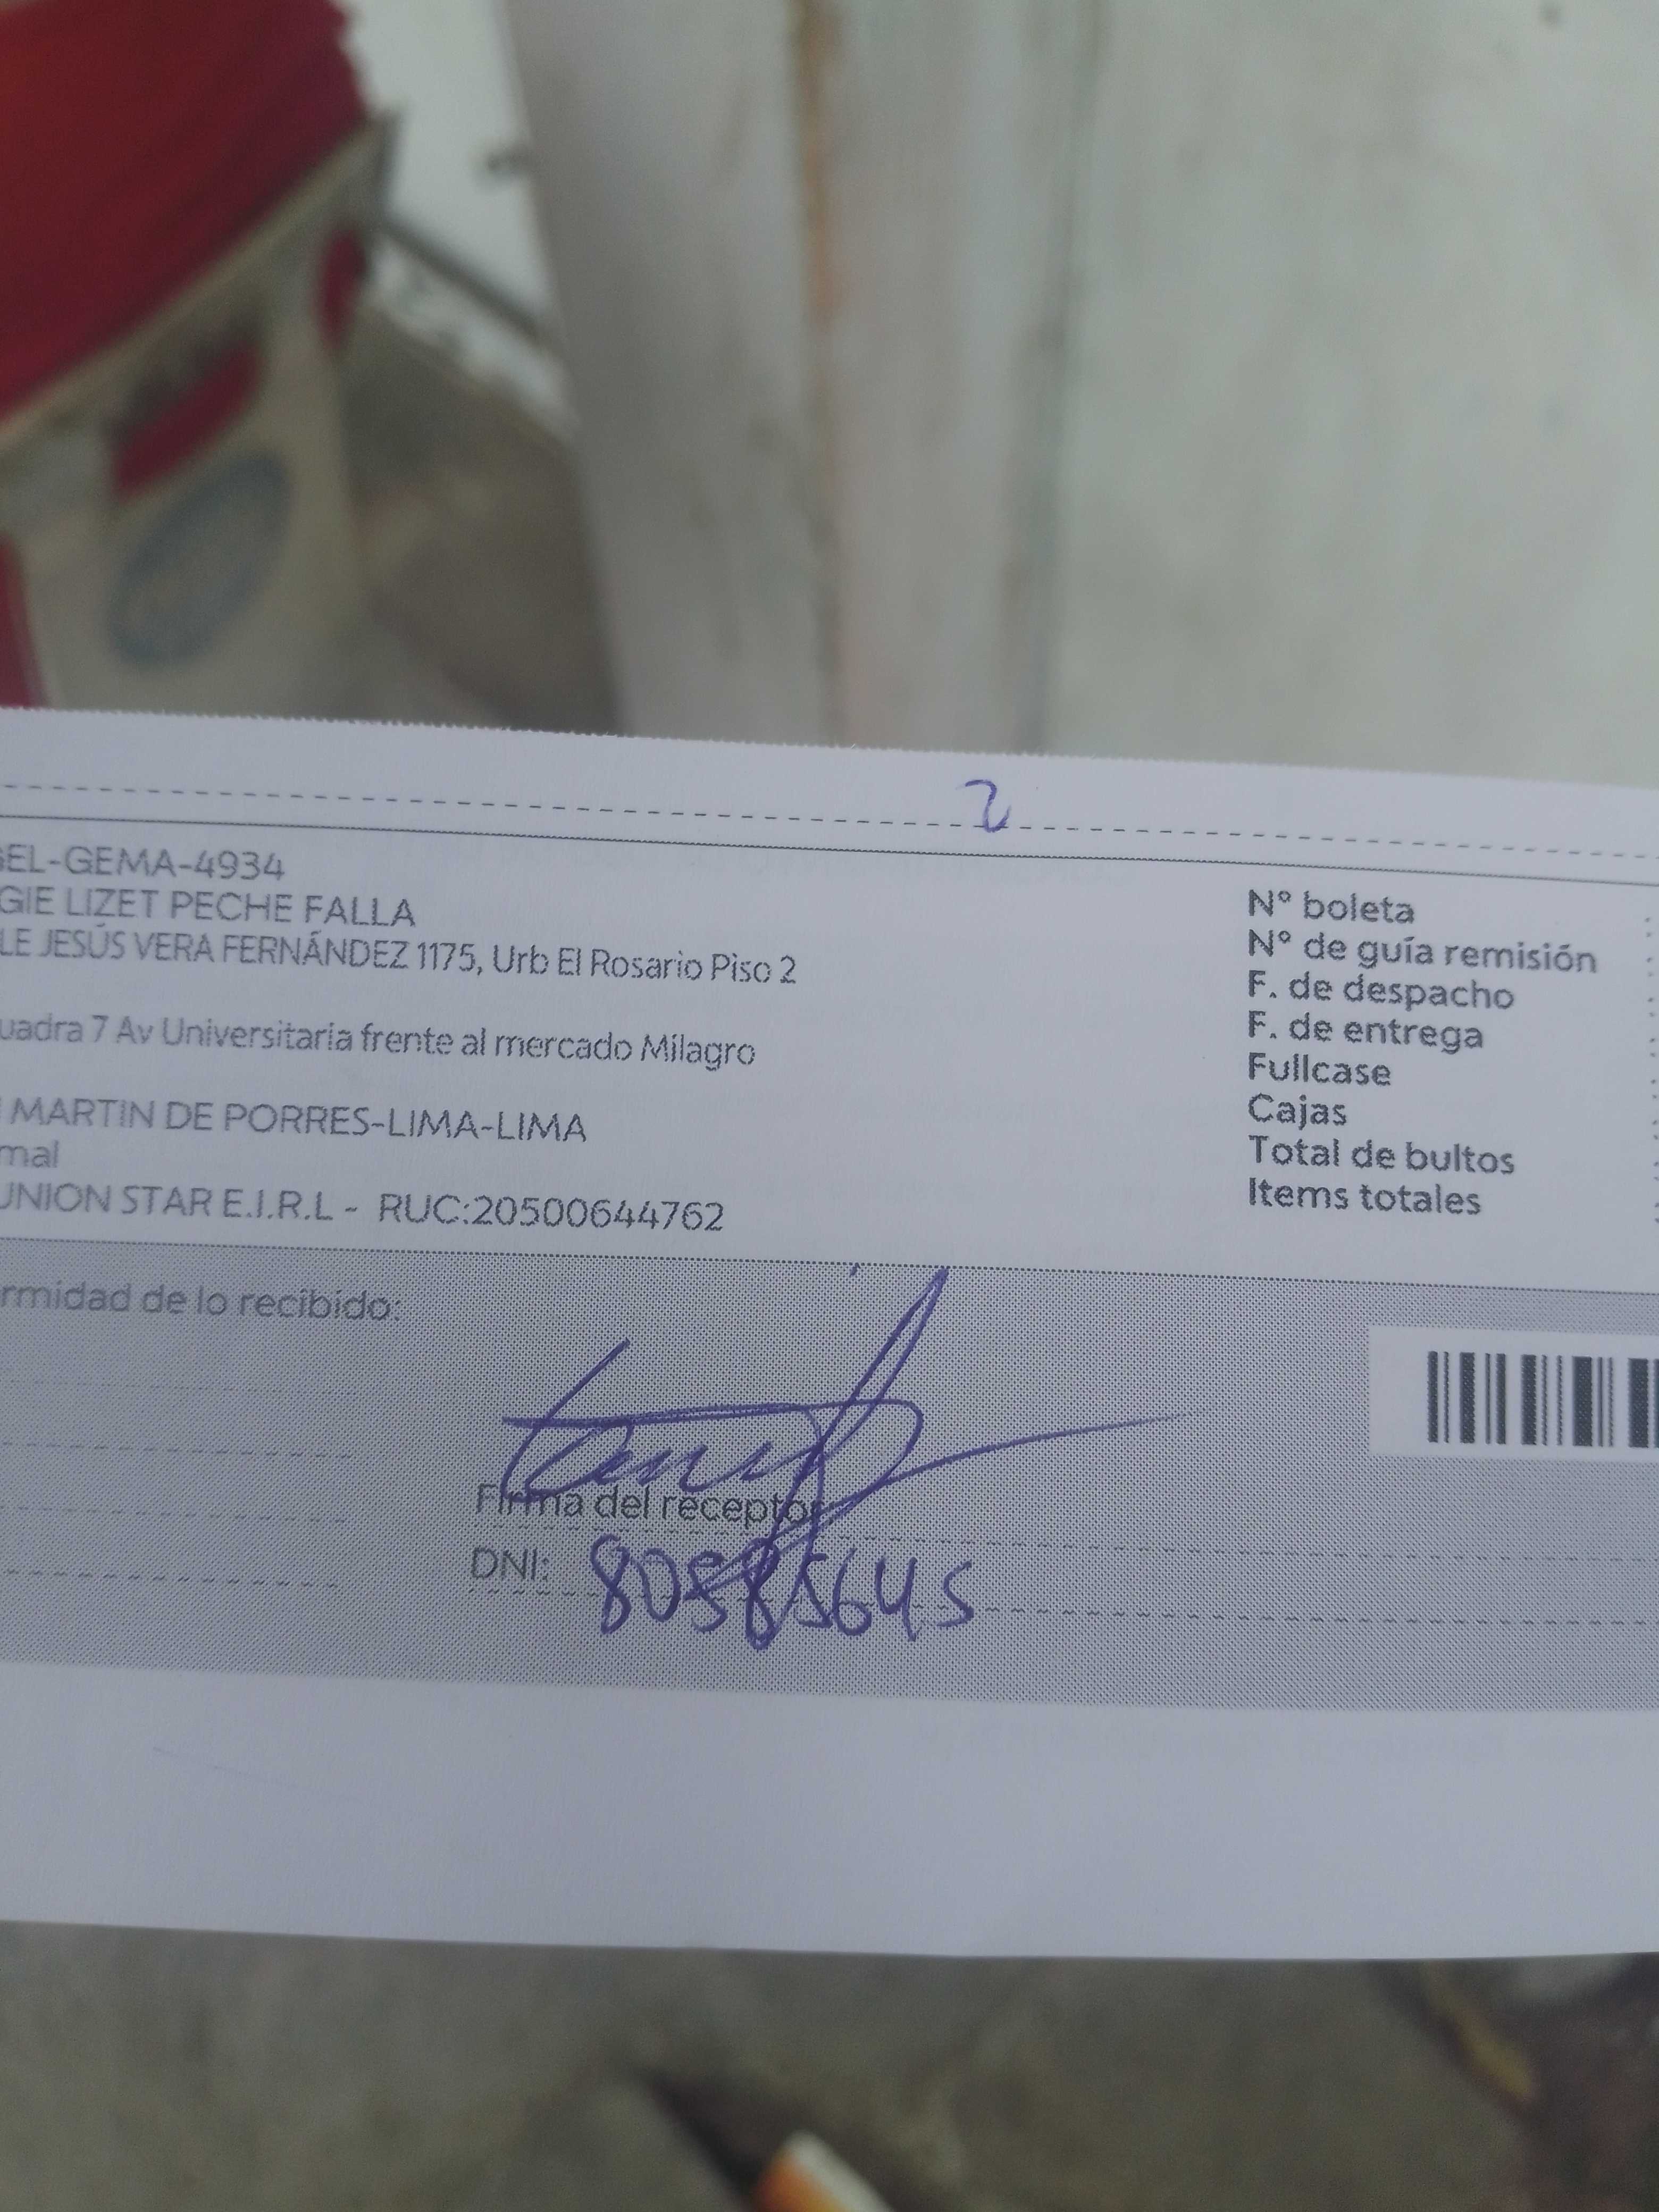 2
GEL-GEMA-4934
GIE LIZET PECHE FALLA
LE JESÚS VERA FERNÁNDEZ 1175, Urb El Rosario Piso 2
uadra 7 Av Universitaria frente al mercado Milagro
MARTIN DE PORRES-LIMA-LIMA
mal
UNION STAR E.I.R.L - RUC:20500644762
Nº boleta
Nº de guía remisión
F. de despacho
F. de entrega
Fullcase
Cajas
Total de bultos
Items totales
rmidad de lo recibido:
Firma del receptor
DNI: